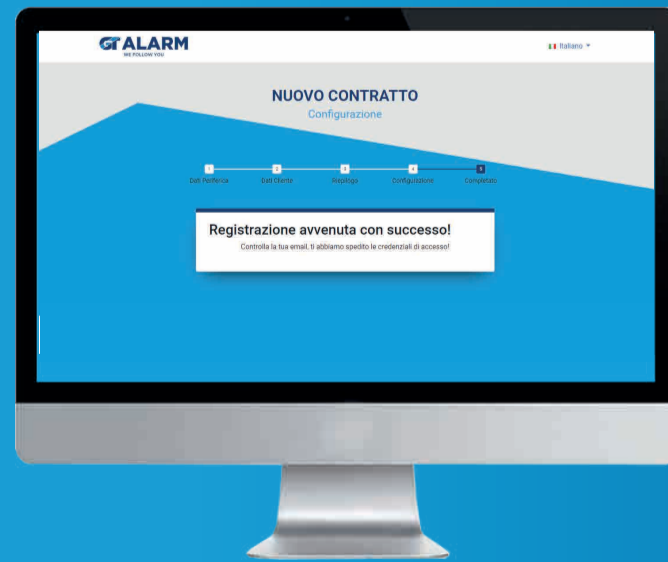 GT ALARM
WE FOLLOW YOU
Italiano
NUOVO CONTRATTO
Configurazione
1 2 3 4 5
Dati Periferica Dati Cliente Riepilogo Configurazione Completato
Registrazione avvenuta con successo!
Controlla la tua email, ti abbiamo spedito le credenziali di accesso!